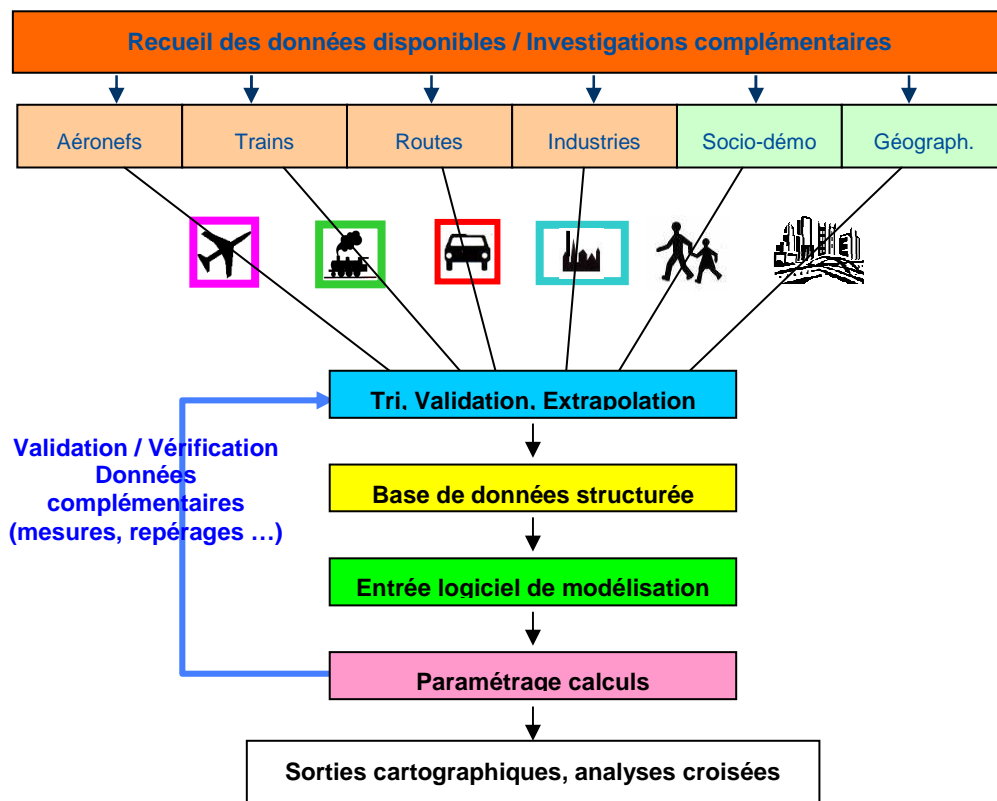 Recueil des données disponibles / Investigations complémentaires
Aéronefs
Trains
Routes
Industries
Socio-démo
Géograph.
Tri, Validation, Extrapolation
Validation / Vérification
Données
complémentaires
(mesures, repérages …)
Base de données structurée
Entrée logiciel de modélisation
Paramétrage calculs
Sorties cartographiques, analyses croisées